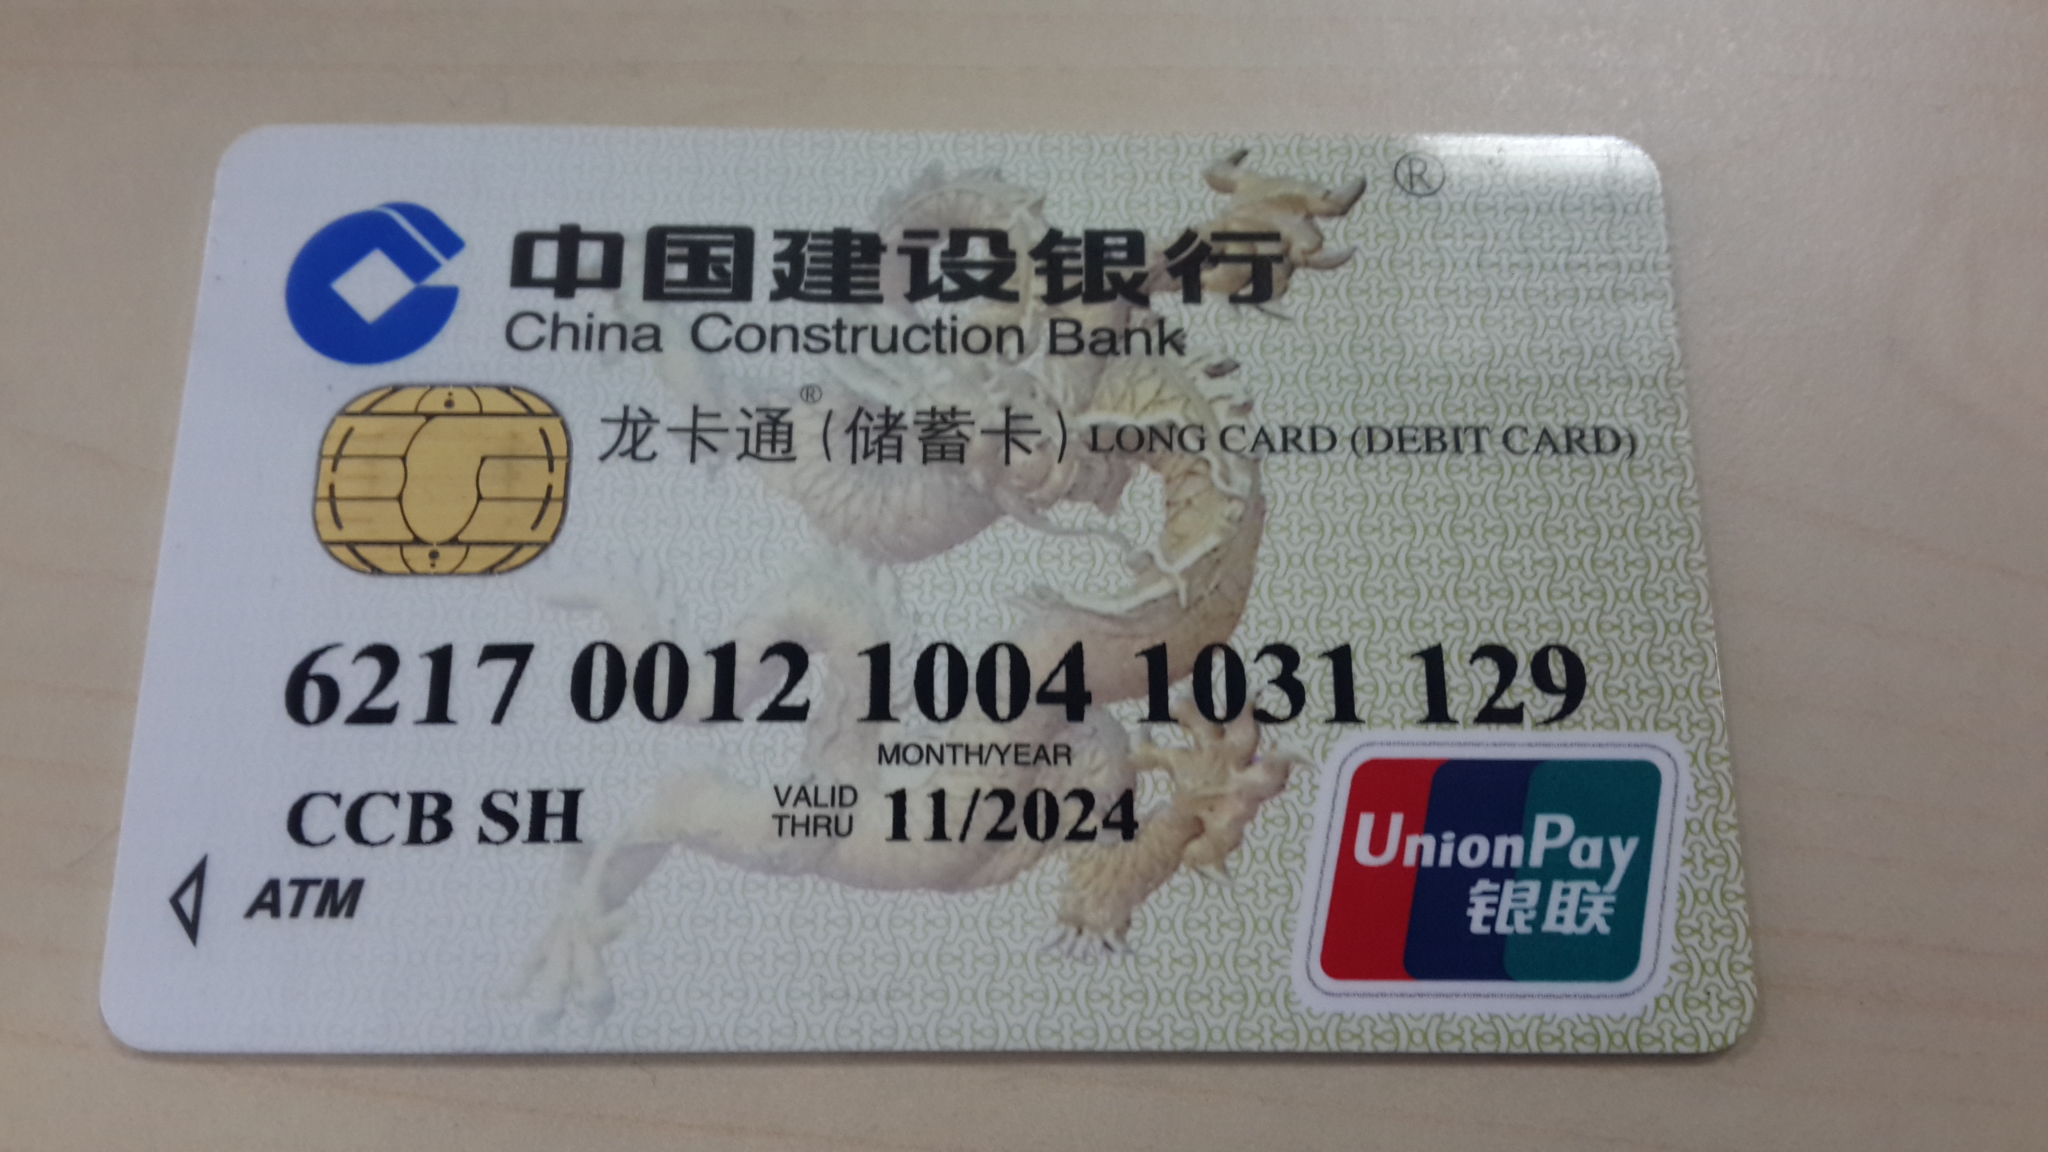 中国建设银行 ®
China Construction Bank
龙卡通®(储蓄卡) LONG CARD (DEBIT CARD)
6217 0012 1004 1031 129
MONTH/YEAR
VALID THRU 11/2024
CCB SH
ATM
UnionPay
银联